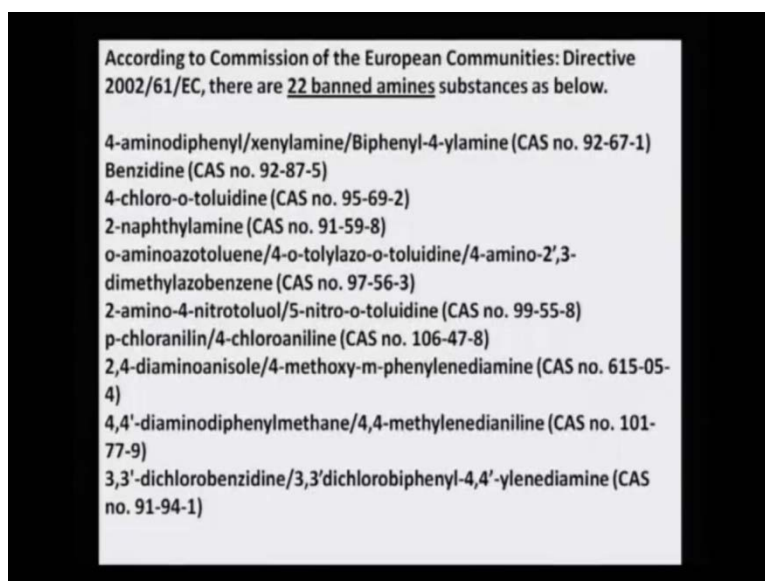 According to Commission of the European Communities: Directive
2002/61/EC, there are 22 banned amines substances as below.
4-aminodiphenyl/xenylamine/Biphenyl-4-ylamine (CAS no. 92-67-1)
Benzidine (CAS no. 92-87-5)
4-chloro-o-toluidine (CAS no. 95-69-2)
2-naphthylamine (CAS no. 91-59-8)
o-aminoazotoluene/4-o-tolylazo-o-toluidine/4-amino-2’,3-
dimethylazobenzene (CAS no. 97-56-3)
2-amino-4-nitrotoluol/5-nitro-o-toluidine (CAS no. 99-55-8)
p-chloranilin/4-chloroaniline (CAS no. 106-47-8)
2,4-diaminoanisole/4-methoxy-m-phenylenediamine (CAS no. 615-05-
4)
4,4'-diaminodiphenylmethane/4,4-methylenedianiline (CAS no. 101-
77-9)
3,3'-dichlorobenzidine/3,3’dichlorobiphenyl-4,4’-ylenediamine (CAS
no. 91-94-1)